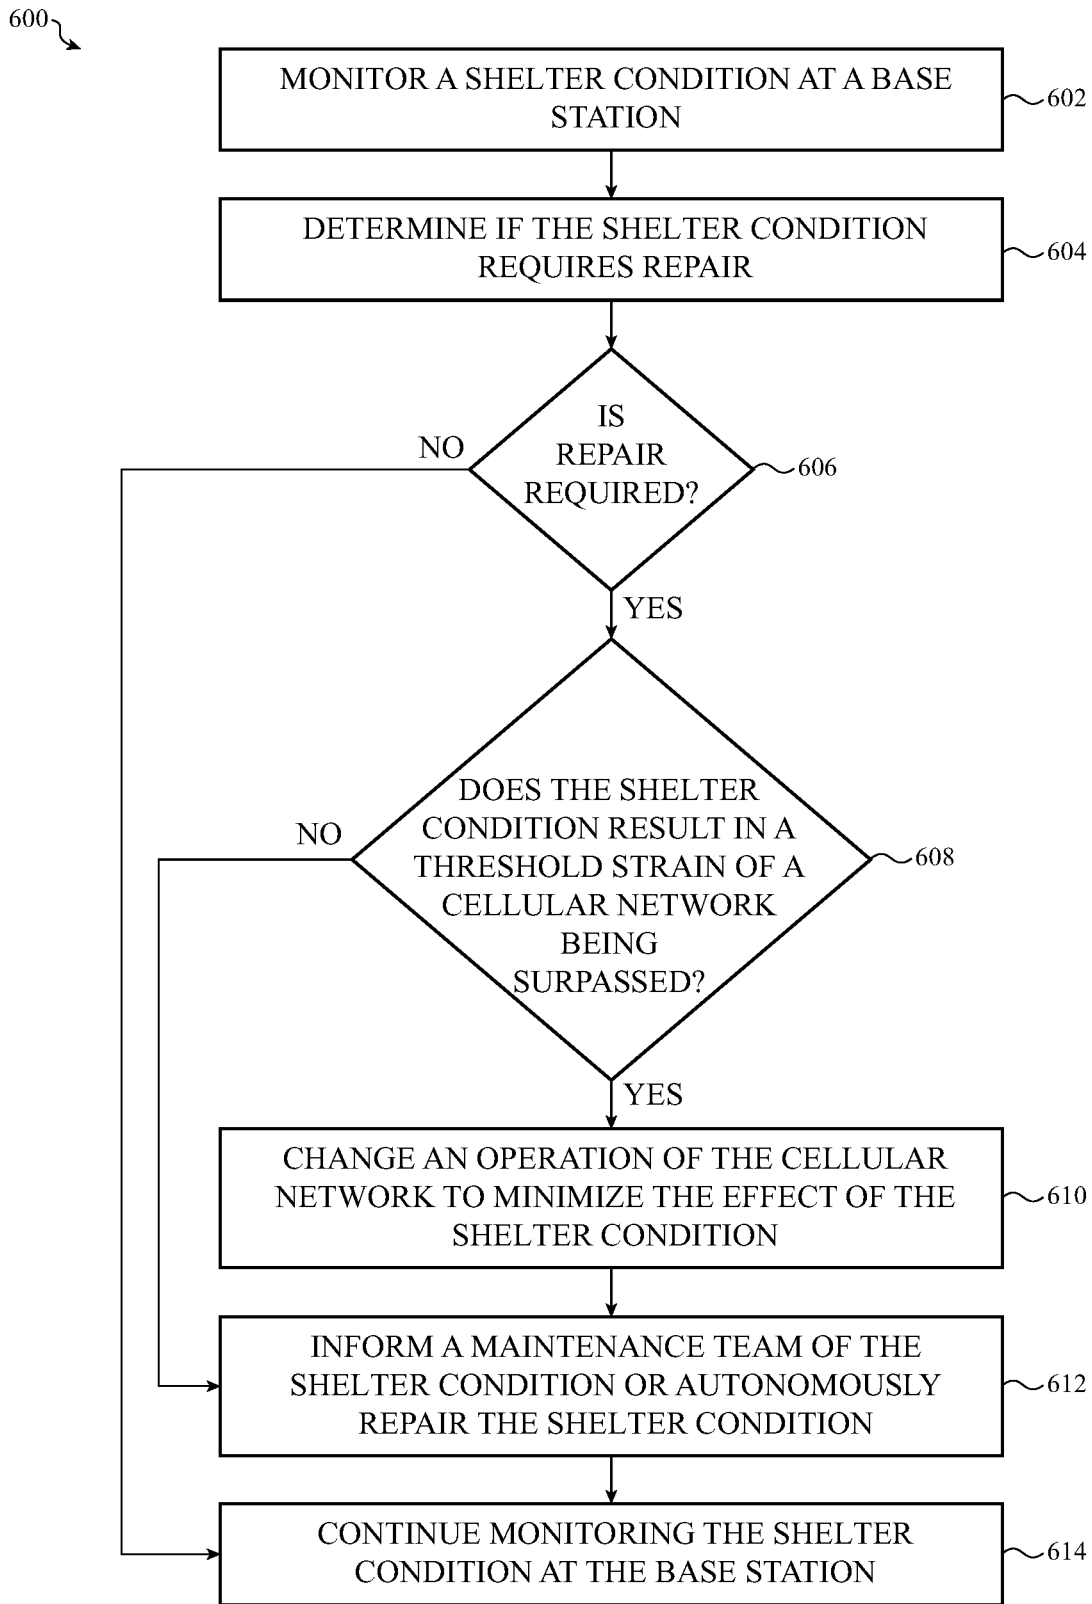 600
MONITOR A SHELTER CONDITION AT A BASE
STATION
602
DETERMINE IF THE SHELTER CONDITION
REQUIRES REPAIR
604
IS
REPAIR
REQUIRED?
606
NO
YES
DOES THE SHELTER
CONDITION RESULT IN A
THRESHOLD STRAIN OF A
CELLULAR NETWORK
BEING
SURPASSED?
608
NO
YES
CHANGE AN OPERATION OF THE CELLULAR
NETWORK TO MINIMIZE THE EFFECT OF THE
SHELTER CONDITION
610
INFORM A MAINTENANCE TEAM OF THE
SHELTER CONDITION OR AUTONOMOUSLY
REPAIR THE SHELTER CONDITION
612
CONTINUE MONITORING THE SHELTER
CONDITION AT THE BASE STATION
614